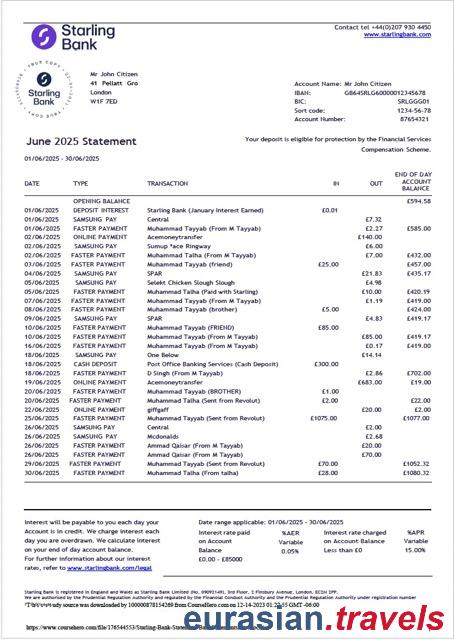 Starling
Bank
Contact tel +44(0)207 930 4450
www.starlingbank.com
TRUE COPY
Starling
Bank
Mr John Citizen
41 Pellatt Gro
London
W1F 7ED
Account Name: Mr John Citizen
IBAN: GB64SRLG60000012345678
BIC: SRLGGG01
Sort code: 1234-56-78
Account Number: 87654321
June 2025 Statement
01/06/2025 - 30/06/2025
Your deposit is eligible for protection by the Financial Services
Compensation Scheme.
DATE TYPE TRANSACTION IN OUT END OF DAY ACCOUNT BALANCE
OPENING BALANCE £594.58
01/06/2025 DEPOSIT INTEREST Starling Bank (January Interest Earned) £0.01
01/06/2025 SAMSUNG PAY Central £7.32
01/06/2025 FASTER PAYMENT Muhammad Tayyab (From M Tayyab) £2.27 £585.00
02/06/2025 ONLINE PAYMENT Acemoneytransfer £140.00
02/06/2025 SAMSUNG PAY Sumup *ace Ringway £6.00
02/06/2025 FASTER PAYMENT Muhammad Talha (From M Tayyab) £7.00 £432.00
03/06/2025 FASTER PAYMENT Muhammad Tayyab (friend) £25.00 £457.00
04/06/2025 SAMSUNG PAY SPAR £21.83 £435.17
05/06/2025 SAMSUNG PAY Selekt Chicken Slough Slough £4.98
05/06/2025 FASTER PAYMENT Muhammad Talha (Paid with Starling) £10.00 £420.19
07/06/2025 FASTER PAYMENT Muhammad Tayyab (From M Tayyab) £1.19 £419.00
08/06/2025 FASTER PAYMENT Muhammad Tayyab (brother) £5.00 £424.00
09/06/2025 SAMSUNG PAY SPAR £4.83 £419.17
10/06/2025 FASTER PAYMENT Muhammad Tayyab (FRIEND) £85.00
10/06/2025 FASTER PAYMENT Muhammad Tayyab (From M Tayyab) £85.00 £419.17
16/06/2025 FASTER PAYMENT Muhammad Tayyab (From M Tayyab) £0.17 £419.00
18/06/2025 SAMSUNG PAY One Below £14.14
18/06/2025 CASH DEPOSIT Post Office Banking Services (Cash Deposit) £300.00
18/06/2025 FASTER PAYMENT D Singh (From M Tayyab) £2.86 £702.00
19/06/2025 ONLINE PAYMENT Acemoneytransfer £683.00 £19.00
20/06/2025 FASTER PAYMENT Muhammad Tayyab (BROTHER) £1.00
20/06/2025 FASTER PAYMENT Muhammad Talha (Sent from Revolut) £2.00 £22.00
22/06/2025 ONLINE PAYMENT giffgaff £20.00 £2.00
25/06/2025 FASTER PAYMENT Muhammad Tayyab (Sent from Revolut) £1075.00 £1077.00
26/06/2025 SAMSUNG PAY Central £2.00
26/06/2025 SAMSUNG PAY Mcdonalds £2.68
26/06/2025 FASTER PAYMENT Ammad Qaisar (From M Tayyab) £20.00
26/06/2025 FASTER PAYMENT Ammad Qaisar (From M Tayyab) £70.00
29/06/2025 FASTER PAYMENT Muhammad Tayyab (Sent from Revolut) £70.00 £1052.32
30/06/2025 FASTER PAYMENT Muhammad Talha (From talha) £28.00 £1080.32
Interest will be payable to you each day your
Account is in credit. We charge interest each
day you are overdrawn. We calculate interest
on your end of day account balance.
For further information about our interest
rates, refer to www.starlingbank.com/legal
Date range applicable: 01/06/2025 - 30/06/2025
Interest rate paid on Account Balance %AER Variable Interest rate charged on Account Balance %APR Variable
£0.00 - £85000 0.05% Less than £0 15.00%
Starling Bank is registered in England and Wales as Starling Bank Limited (No. 09092149), 3rd Floor, 2 Finsbury Avenue, London, EC2M 2PP.
We are authorised by the Prudential Regulation Authority and regulated by the Financial Conduct Authority and the Prudential Regulation Authority under registration number
study source was downloaded by 100000878154269 from CourseHero.com on 12-14-2023 01:22:55 GMT -06:00
eurasian.travels
https://www.coursehero.com/file/176544553/Starling-Bank-Statement